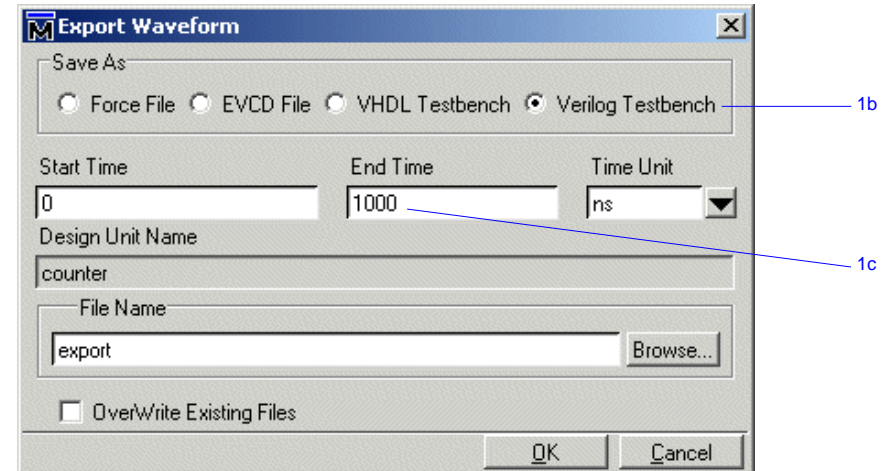 Export Waveform
Save As
Force File EVCD File VHDL Testbench Verilog Testbench 1b
Start Time End Time Time Unit
0 1000 ns
Design Unit Name
1c
counter
File Name
export Browse...
OverWrite Existing Files
OK Cancel